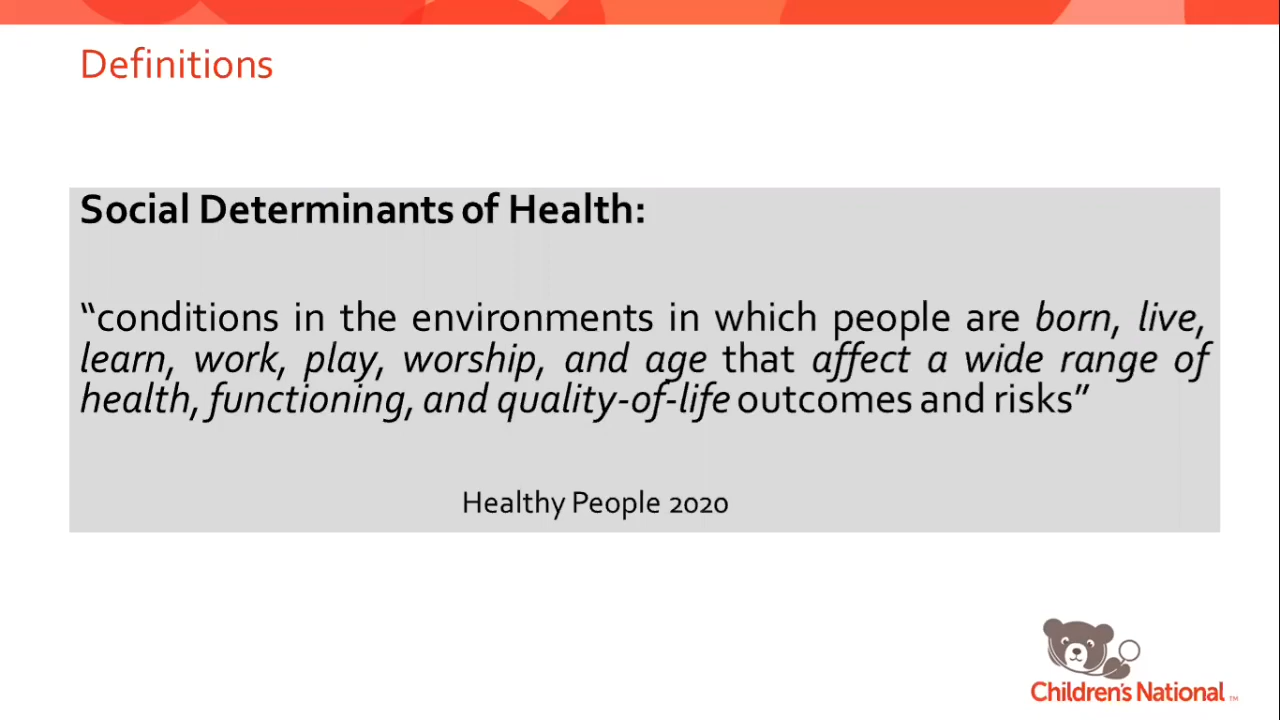 Definitions
Social Determinants of Health:
“conditions in the environments in which people are born, live,
learn, work, play, worship, and age that affect a wide range of
health, functioning, and quality-of-life outcomes and risks”
Healthy People 2020
Children's National ™